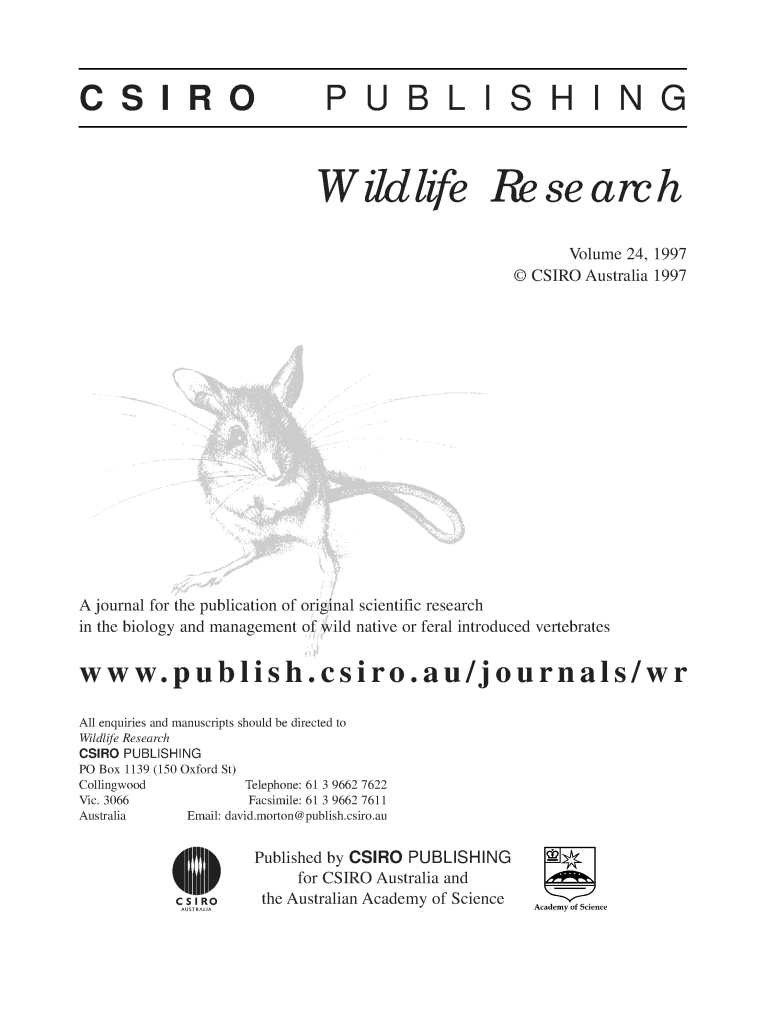 CSIRO PUBLISHING
Wildlife Research
Volume 24, 1997
© CSIRO Australia 1997
A journal for the publication of original scientific research
in the biology and management of wild native or feral introduced vertebrates
www.publish.csiro.au/journals/wr
All enquiries and manuscripts should be directed to
Wildlife Research
CSIRO PUBLISHING
PO Box 1139 (150 Oxford St)
Collingwood Telephone: 61 3 9662 7622
Vic. 3066 Facsimile: 61 3 9662 7611
Australia Email: david.morton@publish.csiro.au
Published by CSIRO PUBLISHING
for CSIRO Australia and
the Australian Academy of Science
CSIRO
AUSTRALIA
Academy of Science